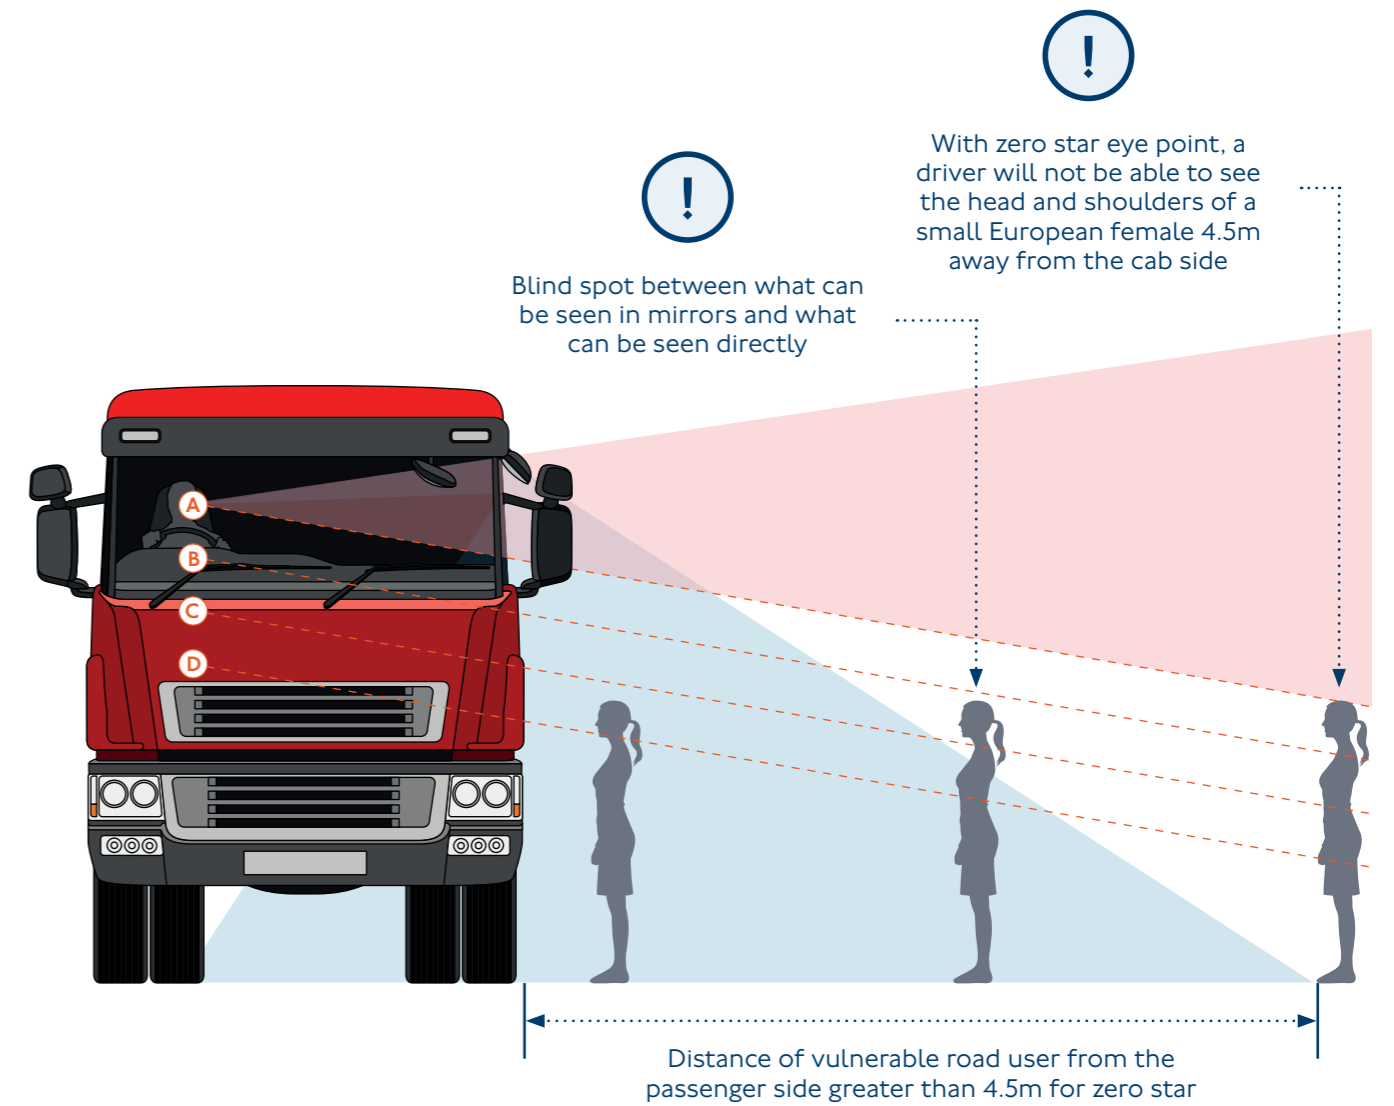 !
With zero star eye point, a
driver will not be able to see
the head and shoulders of a
small European female 4.5m
away from the cab side
!
Blind spot between what can
be seen in mirrors and what
can be seen directly
A
B
C
D
Distance of vulnerable road user from the
passenger side greater than 4.5m for zero star